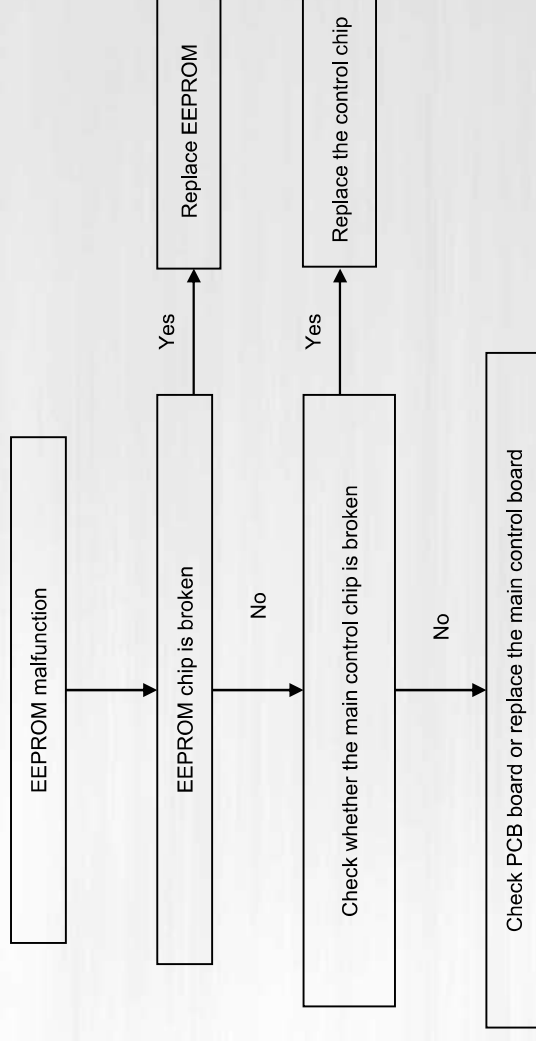 EEPROM malfunction
EEPROM chip is broken
Yes
Replace EEPROM
No
Check whether the main control chip is broken
Yes
Replace the control chip
No
Check PCB board or replace the main control board